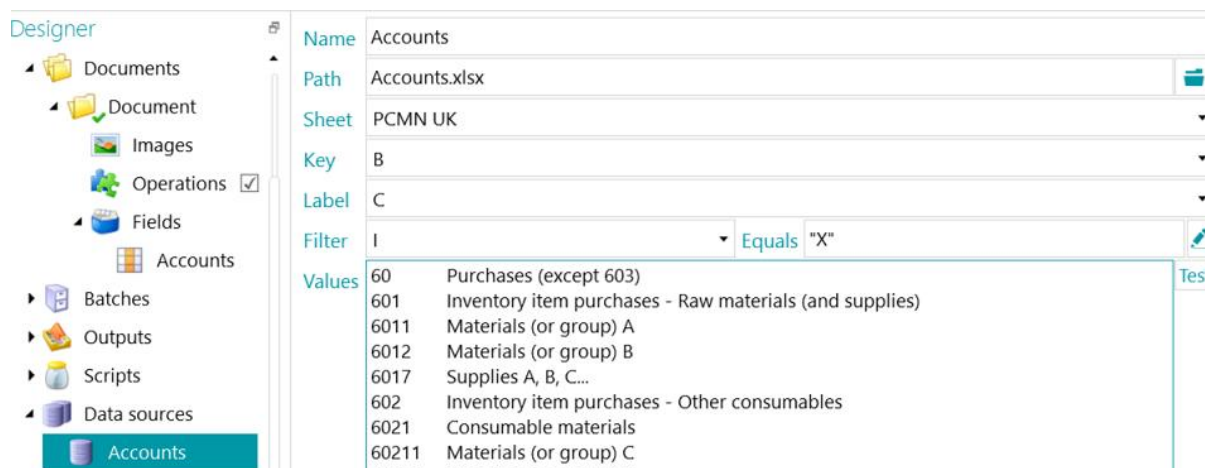 Designer
Documents
Document
Images
Operations
Fields
Accounts
Batches
Outputs
Scripts
Data sources
Accounts
Name Accounts
Path Accounts.xlsx
Sheet PCMN UK
Key B
Label C
Filter I Equals "X"
Values Tes
60 Purchases (except 603)
601 Inventory item purchases - Raw materials (and supplies)
6011 Materials (or group) A
6012 Materials (or group) B
6017 Supplies A, B, C...
602 Inventory item purchases - Other consumables
6021 Consumable materials
60211 Materials (or group) C